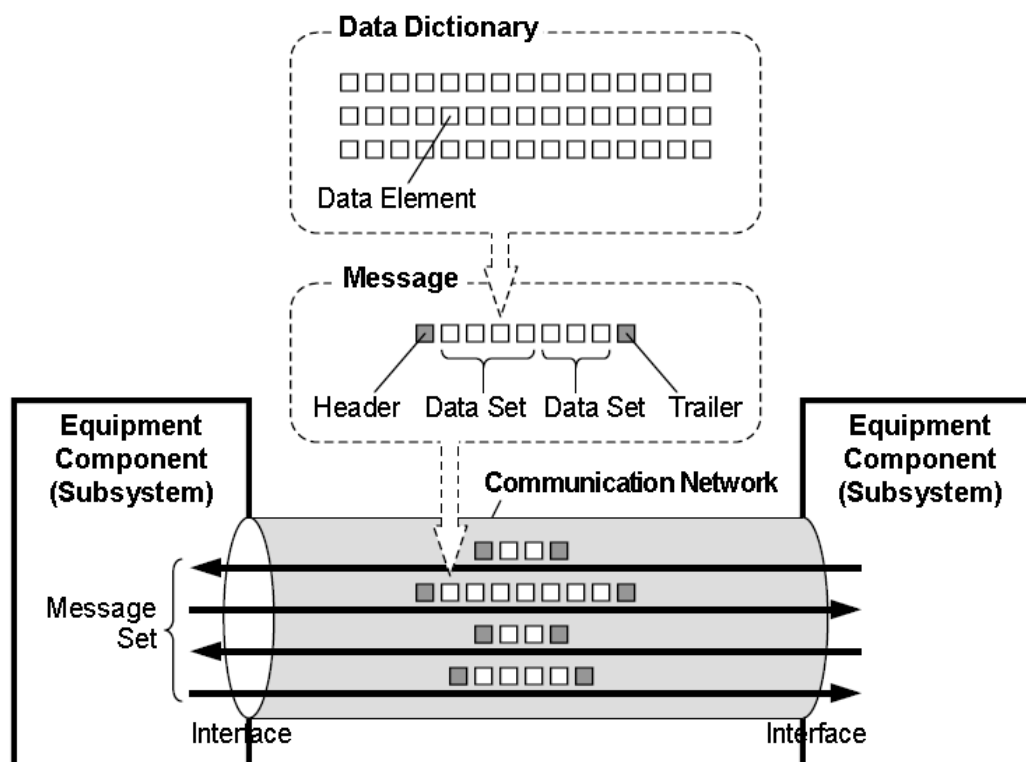 Data Dictionary
Data Element
Message
Header Data Set Data Set Trailer
Equipment
Component
(Subsystem)
Equipment
Component
(Subsystem)
Communication Network
Message
Set
Interface
Interface